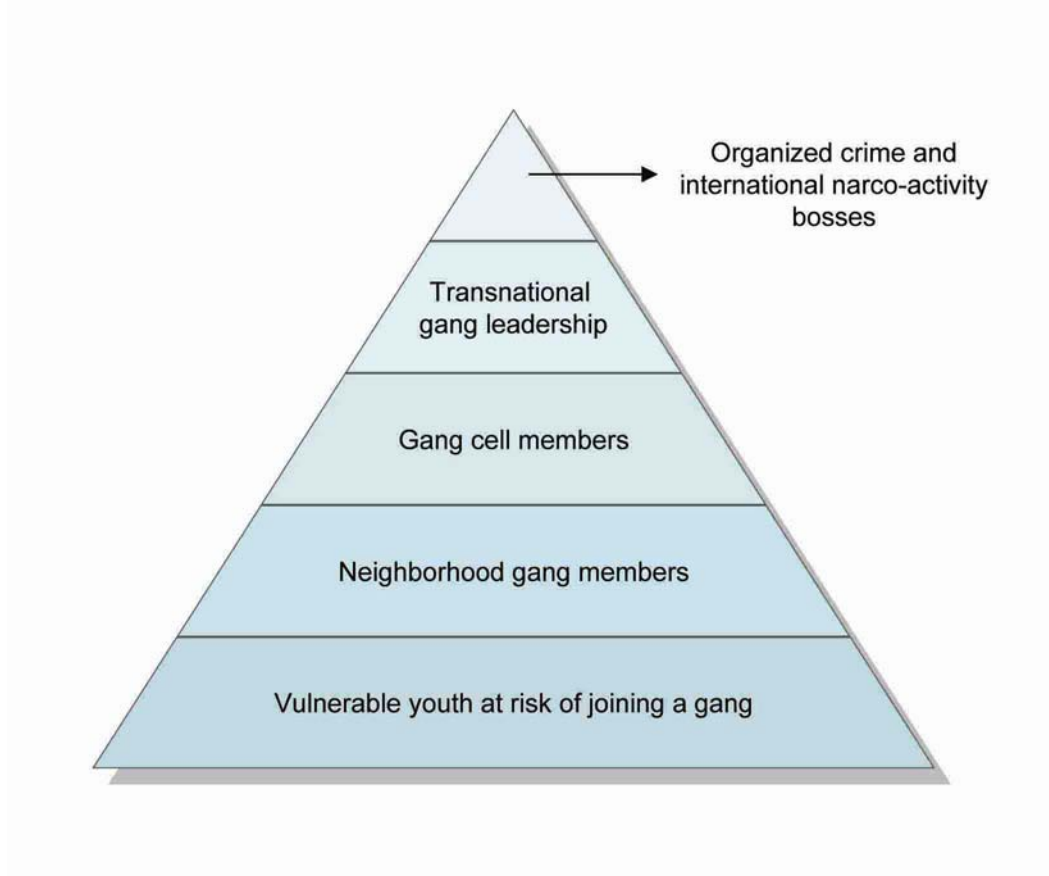 Organized crime and
international narco-activity
bosses
Transnational
gang leadership
Gang cell members
Neighborhood gang members
Vulnerable youth at risk of joining a gang